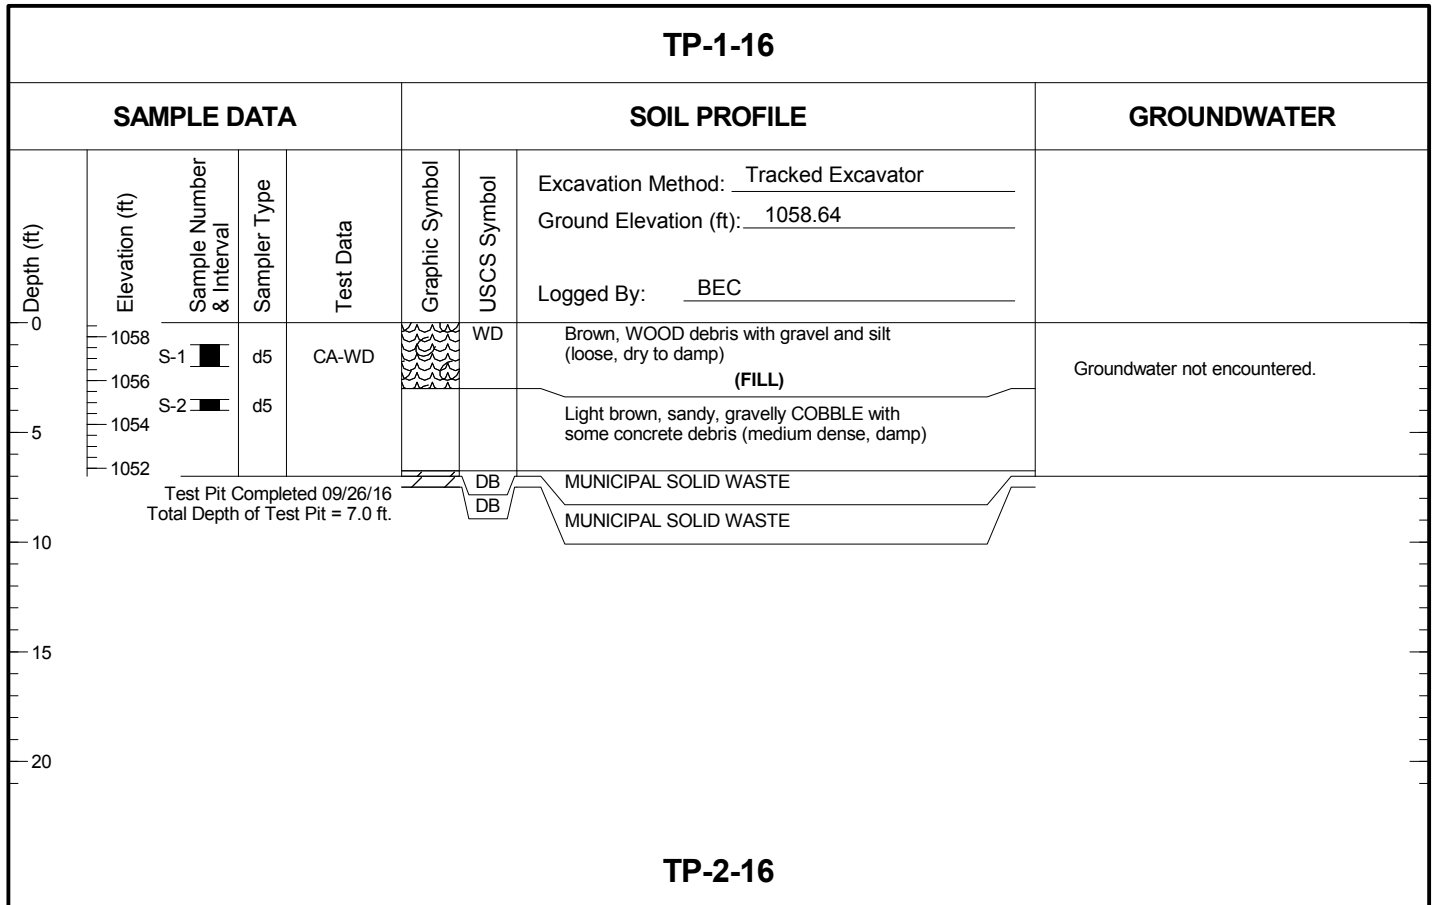 TP-1-16
SAMPLE DATA
SOIL PROFILE
GROUNDWATER
Depth (ft)
Elevation (ft)
Sample Number
& Interval
Sampler Type
Test Data
Graphic Symbol
USCS Symbol
Excavation Method: Tracked Excavator
Ground Elevation (ft): 1058.64
Logged By: BEC
0
1058
S-1
d5
CA-WD
WD
Brown, WOOD debris with gravel and silt
(loose, dry to damp)
(FILL)
Groundwater not encountered.
1056
S-2
d5
1054
Light brown, sandy, gravelly COBBLE with
some concrete debris (medium dense, damp)
5
1052
DB
MUNICIPAL SOLID WASTE
Test Pit Completed 09/26/16
Total Depth of Test Pit = 7.0 ft.
DB
MUNICIPAL SOLID WASTE
10
15
20
TP-2-16